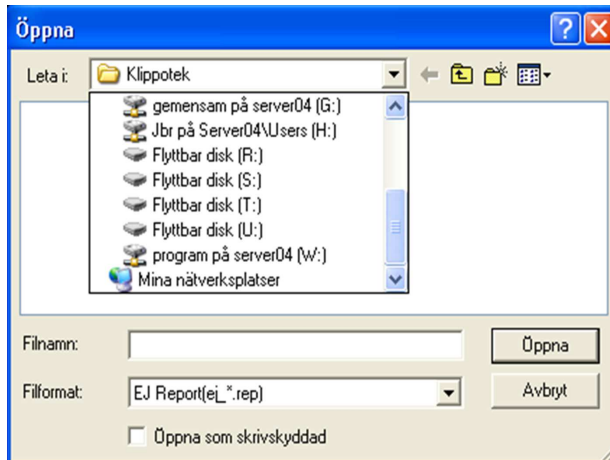 Öppna
Leta i: Klippotek
gemensam på server04 (G:)
Jbr på Server04\Users (H:)
Flyttbar disk (R:)
Flyttbar disk (S:)
Flyttbar disk (T:)
Flyttbar disk (U:)
program på server04 (W:)
Mina nätverksplatser
Filnamn: Öppna
Filformat: EJ Report(ej_*.rep) Avbryt
Öppna som skrivskyddad